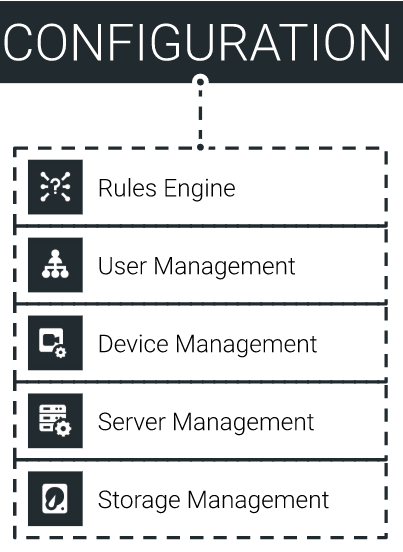 CONFIGURATION
Rules Engine
User Management
Device Management
Server Management
Storage Management